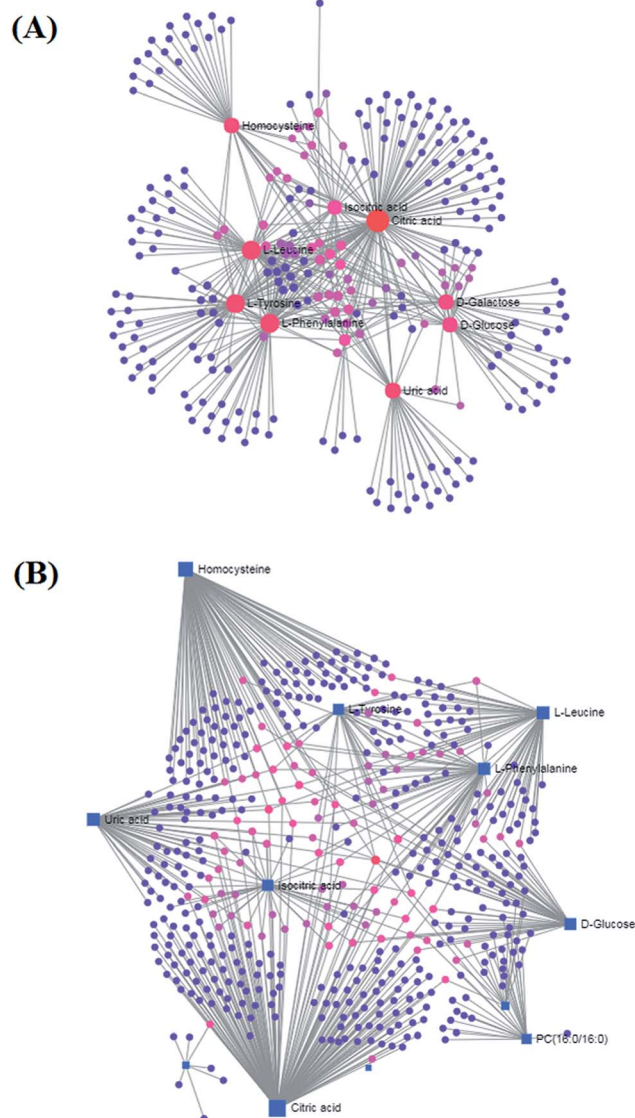 (A)
Homocysteine
Isocitric acid
Citric acid
L-Leucine
L-Tyrosine
D-Galactose
L-Phenylalanine
D-Glucose
Uric acid
(B)
Homocysteine
L-Tyrosine
L-Leucine
L-Phenylalanine
Uric acid
Isocitric acid
D-Glucose
PC(16:0/16:0)
Citric acid